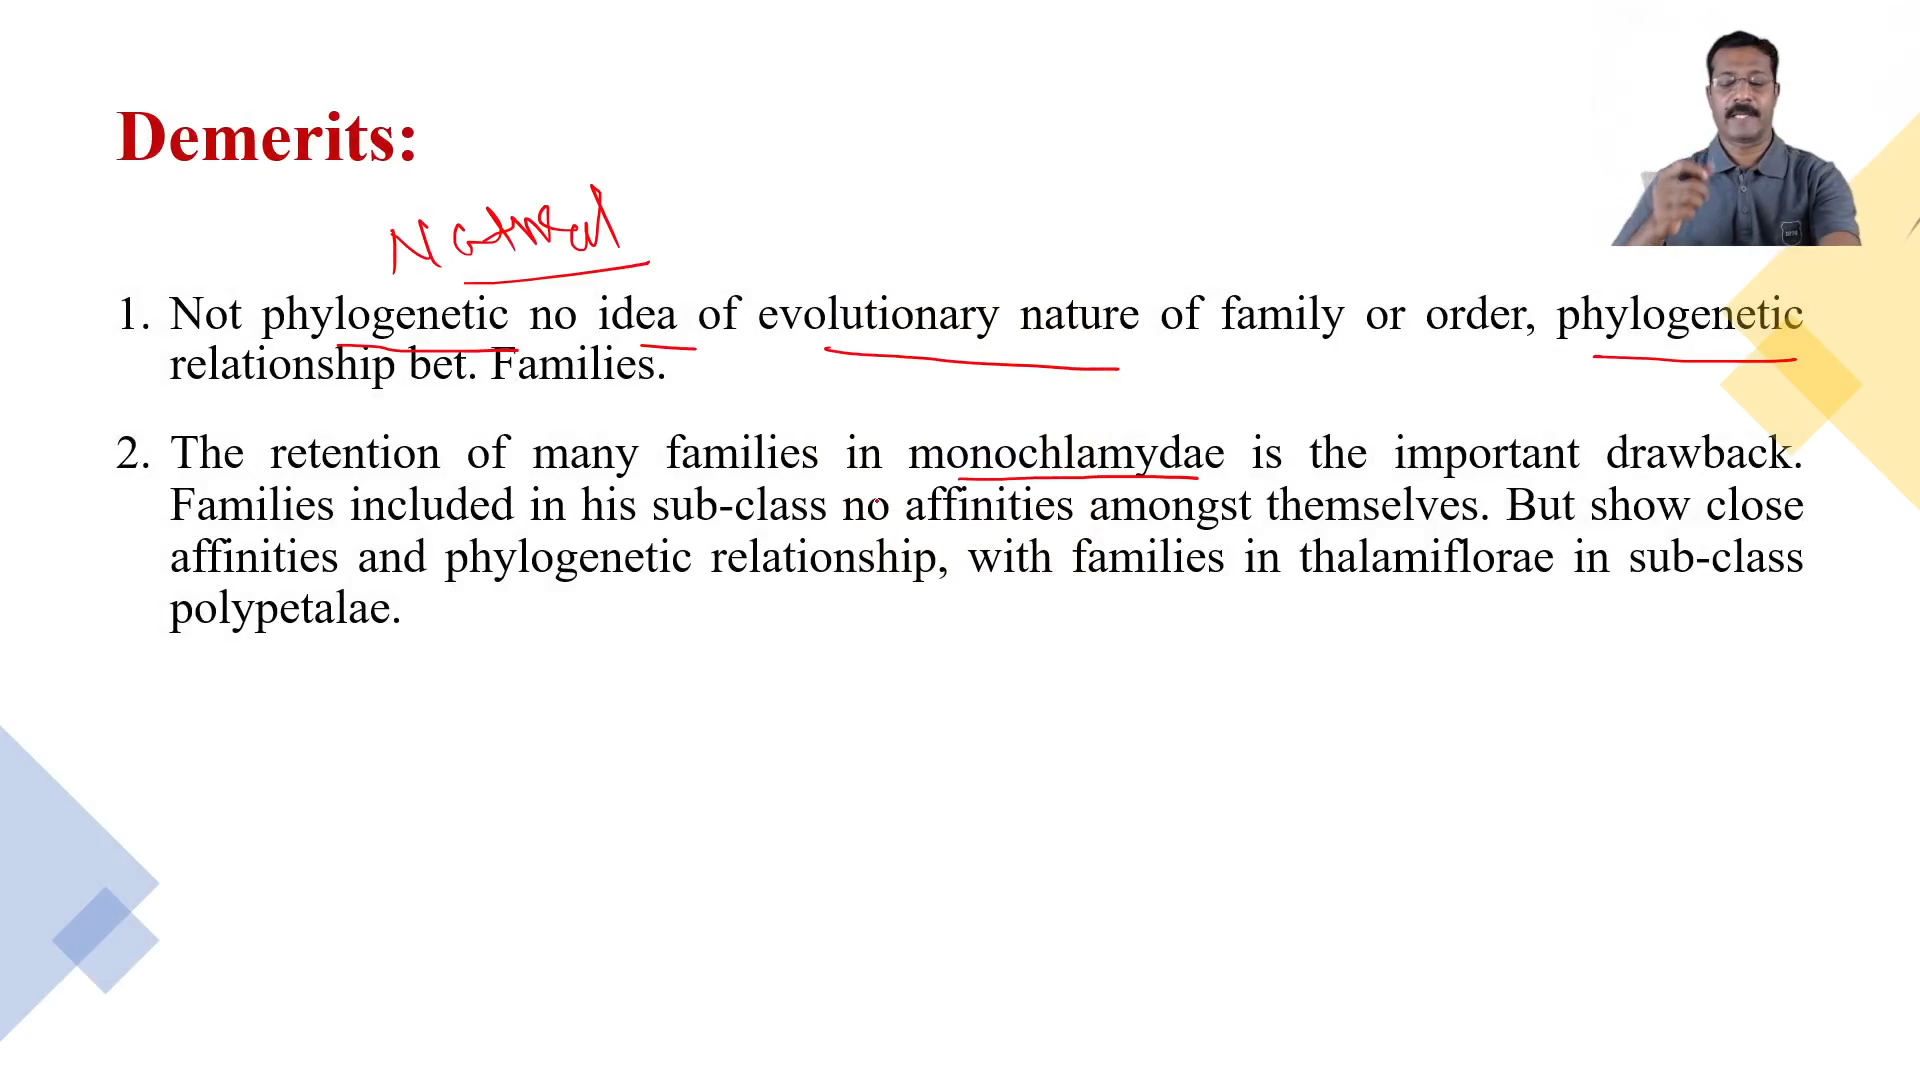 Demerits:
Natural
1. Not phylogenetic no idea of evolutionary nature of family or order, phylogenetic
relationship bet. Families.
2. The retention of many families in monochlamydae is the important drawback.
Families included in his sub-class no affinities amongst themselves. But show close
affinities and phylogenetic relationship, with families in thalamiflorae in sub-class
polypetalae.